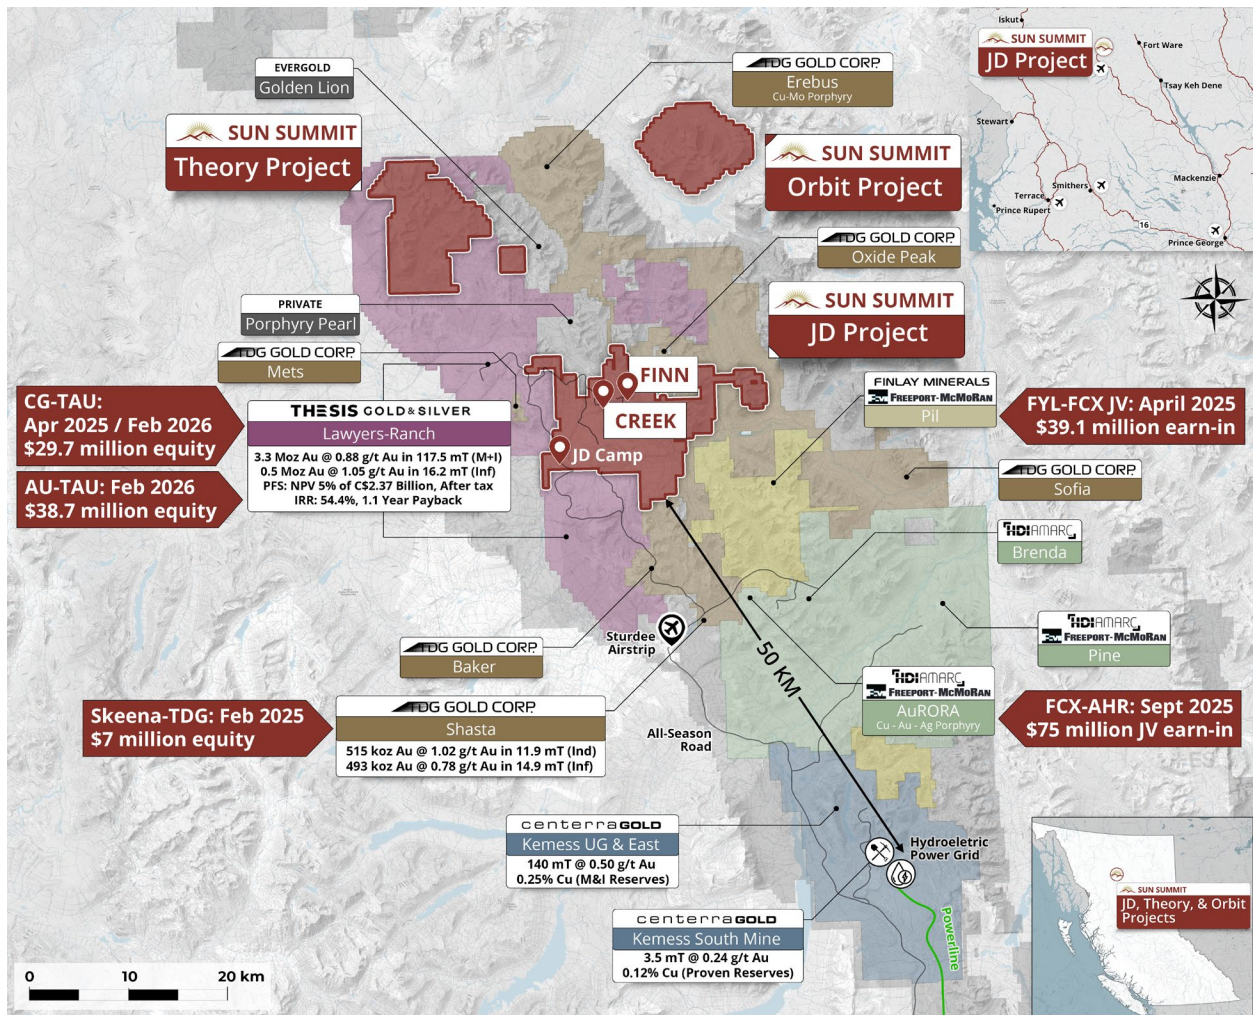 EVERGOLD
Golden Lion
TDG GOLD CORP.
Erebus
Cu-Mo Porphyry
SUN SUMMIT
Theory Project
SUN SUMMIT
Orbit Project
TDG GOLD CORP.
Oxide Peak
SUN SUMMIT
JD Project
PRIVATE
Porphyry Pearl
TDG GOLD CORP.
Mets
FINN
CREEK
JD Camp
CG-TAU:
Apr 2025 / Feb 2026
$29.7 million equity
AU-TAU: Feb 2026
$38.7 million equity
THESIS GOLD & SILVER
Lawyers-Ranch
3.3 Moz Au @ 0.88 g/t Au in 117.5 mT (M+I)
0.5 Moz Au @ 1.05 g/t Au in 16.2 mT (Inf)
PFS: NPV 5% of C$2.37 Billion, After tax
IRR: 54.4%, 1.1 Year Payback
FINLAY MINERALS
FCX FREEPORT-McMoRAN
Pil
FYL-FCX JV: April 2025
$39.1 million earn-in
TDG GOLD CORP.
Sofia
HDI AMARC
Brenda
HDI AMARC
FCX FREEPORT-McMoRAN
Pine
Sturdee
Airstrip
TDG GOLD CORP.
Baker
50 KM
HDI AMARC
FCX FREEPORT-McMoRAN
AuRORA
Cu - Au - Ag Porphyry
FCX-AHR: Sept 2025
$75 million JV earn-in
Skeena-TDG: Feb 2025
$7 million equity
TDG GOLD CORP.
Shasta
515 koz Au @ 1.02 g/t Au in 11.9 mT (Ind)
493 koz Au @ 0.78 g/t Au in 14.9 mT (Inf)
All-Season
Road
centerraGOLD
Kemess UG & East
140 mT @ 0.50 g/t Au
0.25% Cu (M&I Reserves)
Hydroeletric
Power Grid
centerraGOLD
Kemess South Mine
3.5 mT @ 0.24 g/t Au
0.12% Cu (Proven Reserves)
Powerline
0 10 20 km
Iskut
SUN SUMMIT
JD Project
Fort Ware
Tsay Keh Dene
Stewart
Mackenzie
Smithers
Terrace
Prince Rupert
16
Prince George
SUN SUMMIT
JD, Theory, & Orbit
Projects